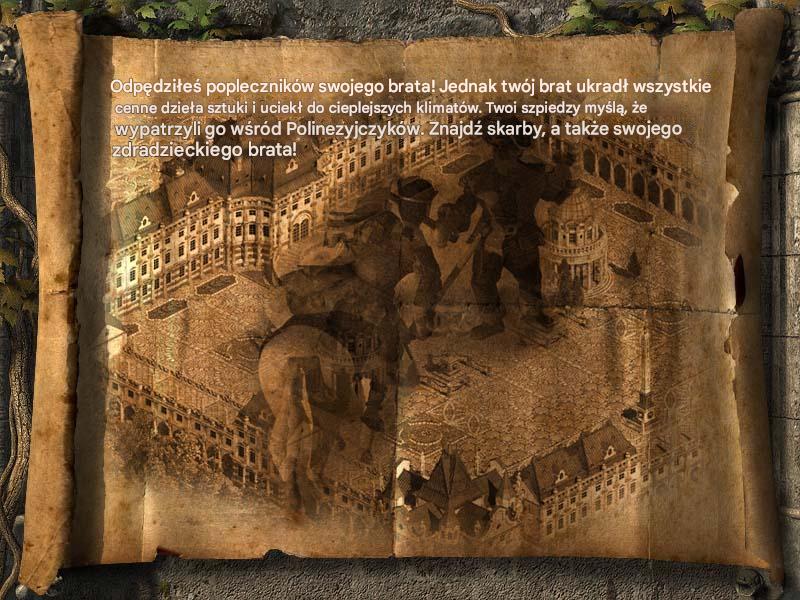 Odpędziłeś popleczników swojego brata! Jednak twój brat ukradł wszystkie
cenne dzieła sztuki i uciekł do cieplejszych klimatów. Twoi szpiedzy myślą, że
wypatrzyli go wśród Polinezyjczyków. Znajdź skarby, a także swojego
zdradzieckiego brata!